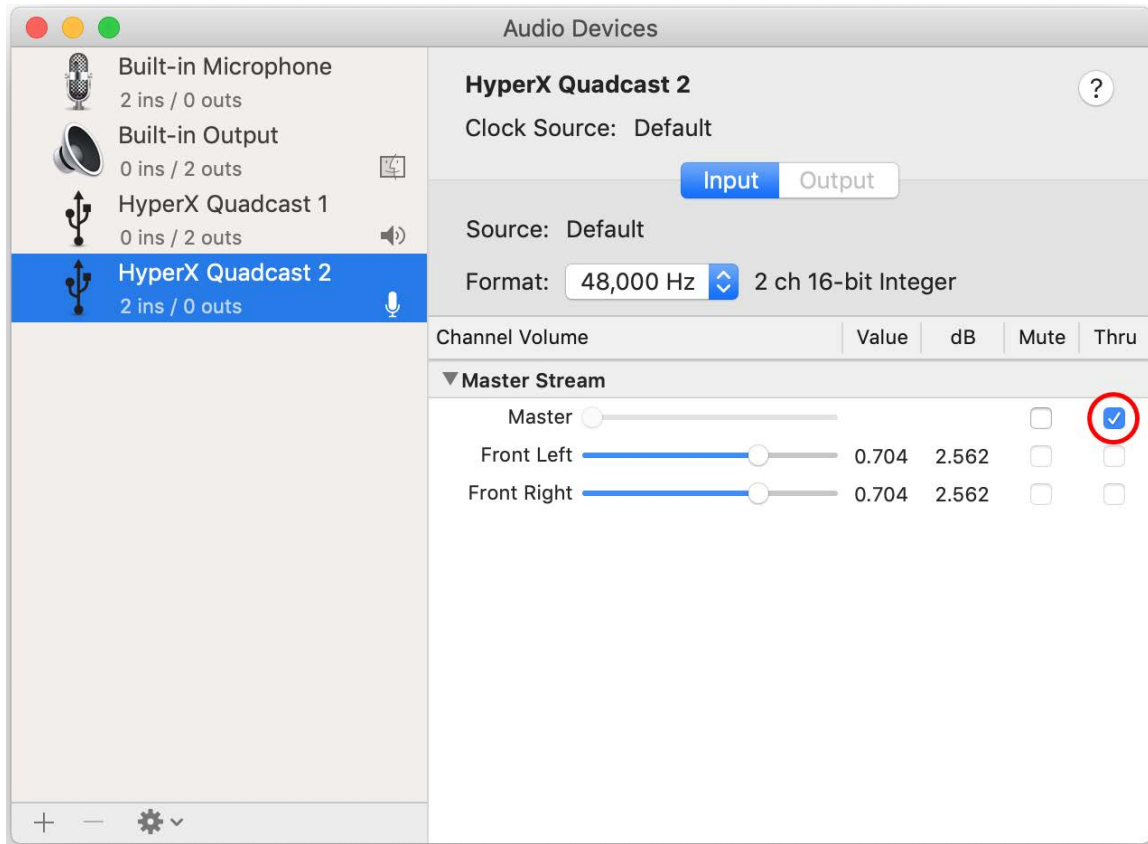 Audio Devices
Built-in Microphone
2 ins / 0 outs
Built-in Output
0 ins / 2 outs
HyperX Quadcast 1
0 ins / 2 outs
HyperX Quadcast 2
2 ins / 0 outs
HyperX Quadcast 2
?
Clock Source: Default
Input Output
Source: Default
Format: 48,000 Hz 2 ch 16-bit Integer
Channel Volume Value dB Mute Thru
Master Stream
Master
Front Left 0.704 2.562
Front Right 0.704 2.562